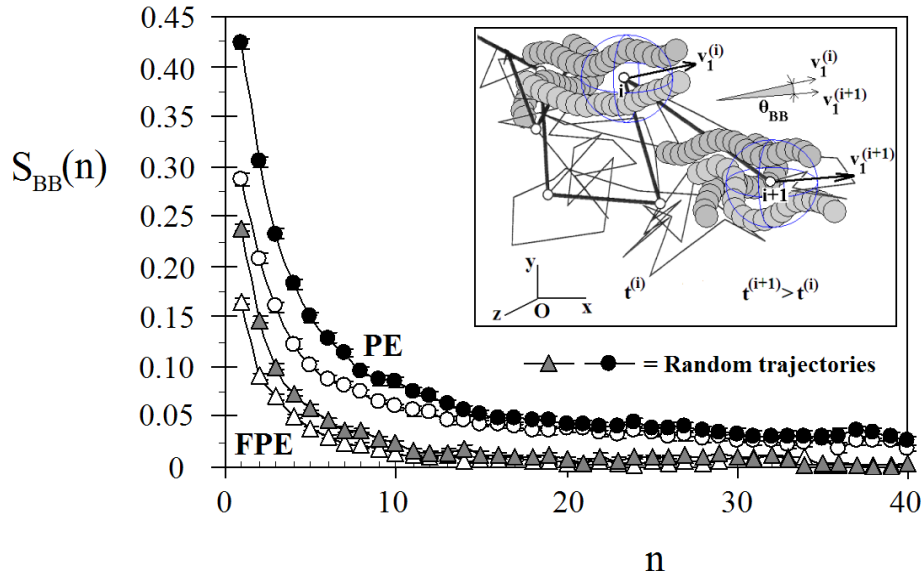 0.45
0.40
S_BB(n)
0.35
0.30
0.25
0.20
0.15
0.10
0.05
0
PE
FPE
= Random trajectories
0
10
20
30
40
n
v₁⁽ⁱ⁾
i
v₁⁽ⁱ⁾
v₁⁽ⁱ⁺¹⁾
θ_BB
v₁⁽ⁱ⁺¹⁾
i+1
y
x
z
O
t⁽ⁱ⁾
t⁽ⁱ⁺¹⁾>t⁽ⁱ⁾